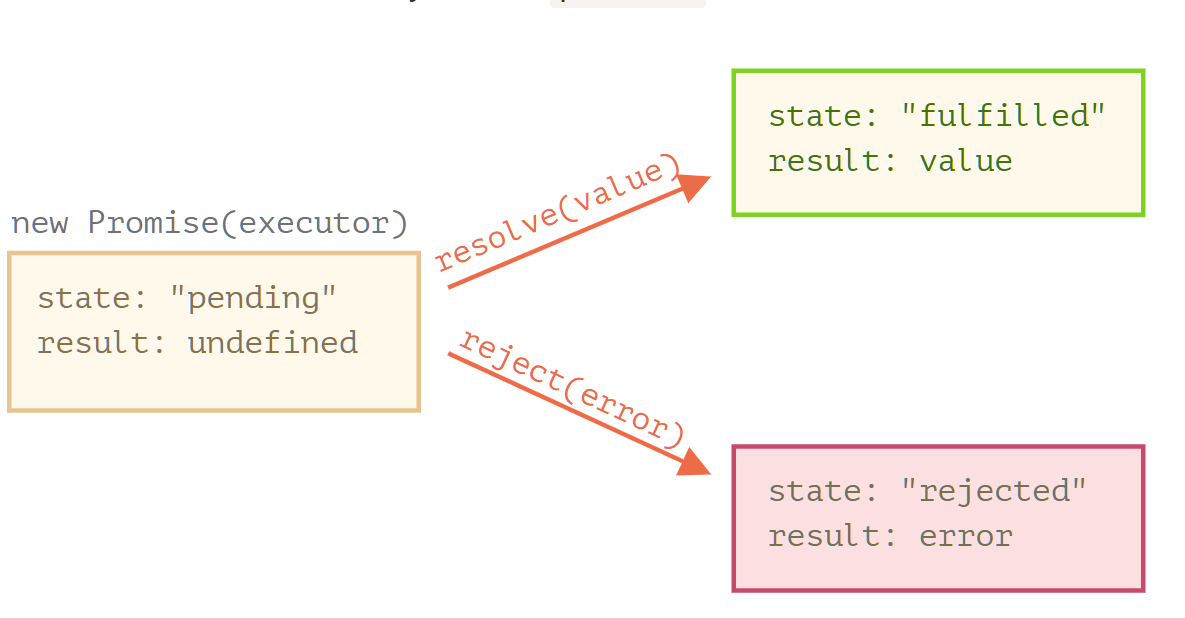 new Promise(executor)
state: "pending"
result: undefined
resolve(value)
reject(error)
state: "fulfilled"
result: value
state: "rejected"
result: error